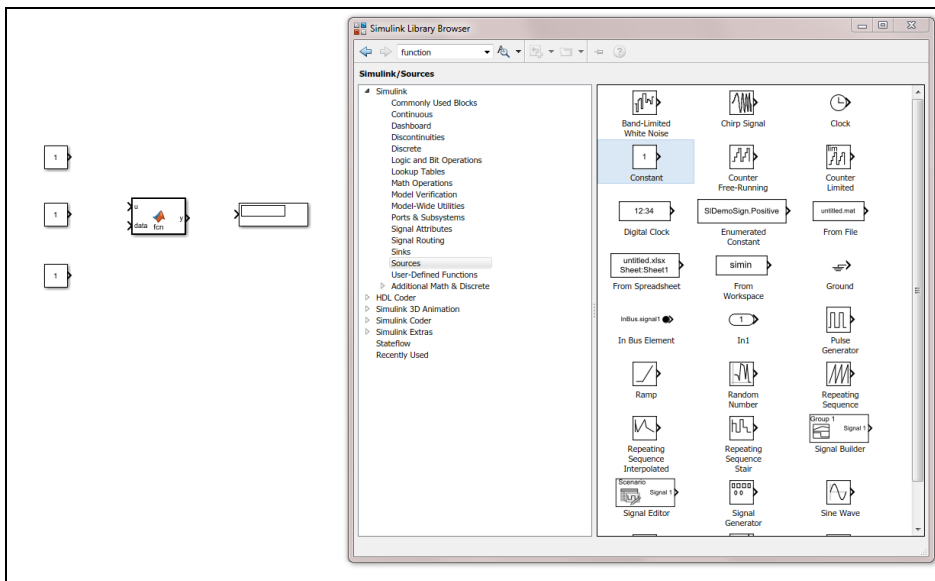 1
1
u
data
fcn
y
1
Simulink Library Browser
function
Simulink/Sources
Simulink
Commonly Used Blocks
Continuous
Dashboard
Discontinuities
Discrete
Logic and Bit Operations
Lookup Tables
Math Operations
Model Verification
Model-Wide Utilities
Ports & Subsystems
Signal Attributes
Signal Routing
Sinks
Sources
User-Defined Functions
Additional Math & Discrete
HDL Coder
Simulink 3D Animation
Simulink Coder
Simulink Extras
Stateflow
Recently Used
Band-Limited
White Noise
Chirp Signal
Clock
1
Constant
Counter
Free-Running
lim
Counter
Limited
12:34
Digital Clock
SlDemoSign.Positive
Enumerated
Constant
untitled.mat
From File
untitled.xlsx
Sheet:Sheet1
From Spreadsheet
simin
From
Workspace
Ground
InBus.signal1
In Bus Element
1
In1
Pulse
Generator
Ramp
Random
Number
Repeating
Sequence
Repeating
Sequence
Interpolated
Repeating
Sequence
Stair
Group 1
Signal 1
Signal Builder
Scenario
Signal 1
Signal Editor
Signal
Generator
Sine Wave